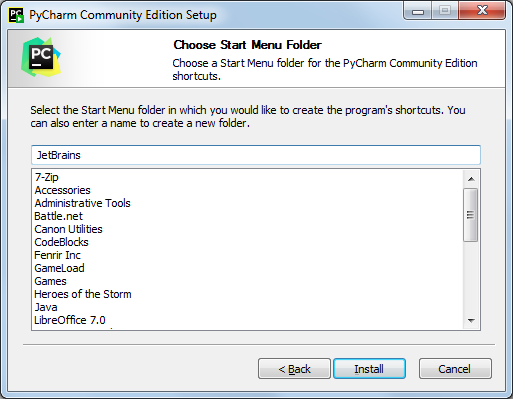 PyCharm Community Edition Setup
PC
Choose Start Menu Folder
Choose a Start Menu folder for the PyCharm Community Edition
shortcuts.
PC
Select the Start Menu folder in which you would like to create the program's shortcuts. You
can also enter a name to create a new folder.
JetBrains
7-Zip
Accessories
Administrative Tools
Battle.net
Canon Utilities
CodeBlocks
Fenrir Inc
GameLoad
Games
Heroes of the Storm
Java
LibreOffice 7.0
< Back
Install
Cancel